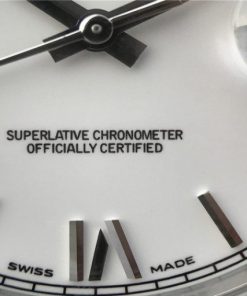 SUPERLATIVE CHRONOMETER
OFFICIALLY CERTIFIED
SWISS MADE